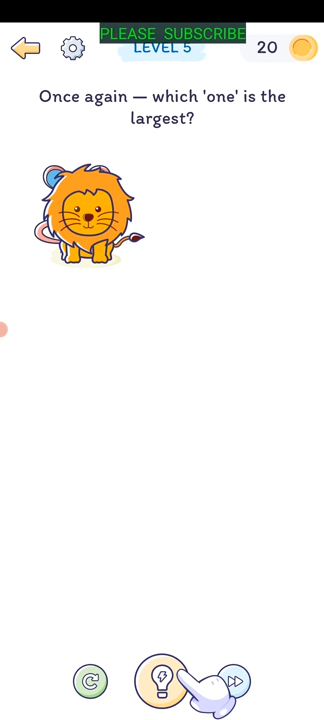 PLEASE SUBSCRIBE
LEVEL 5
20
Once again — which 'one' is the
largest?